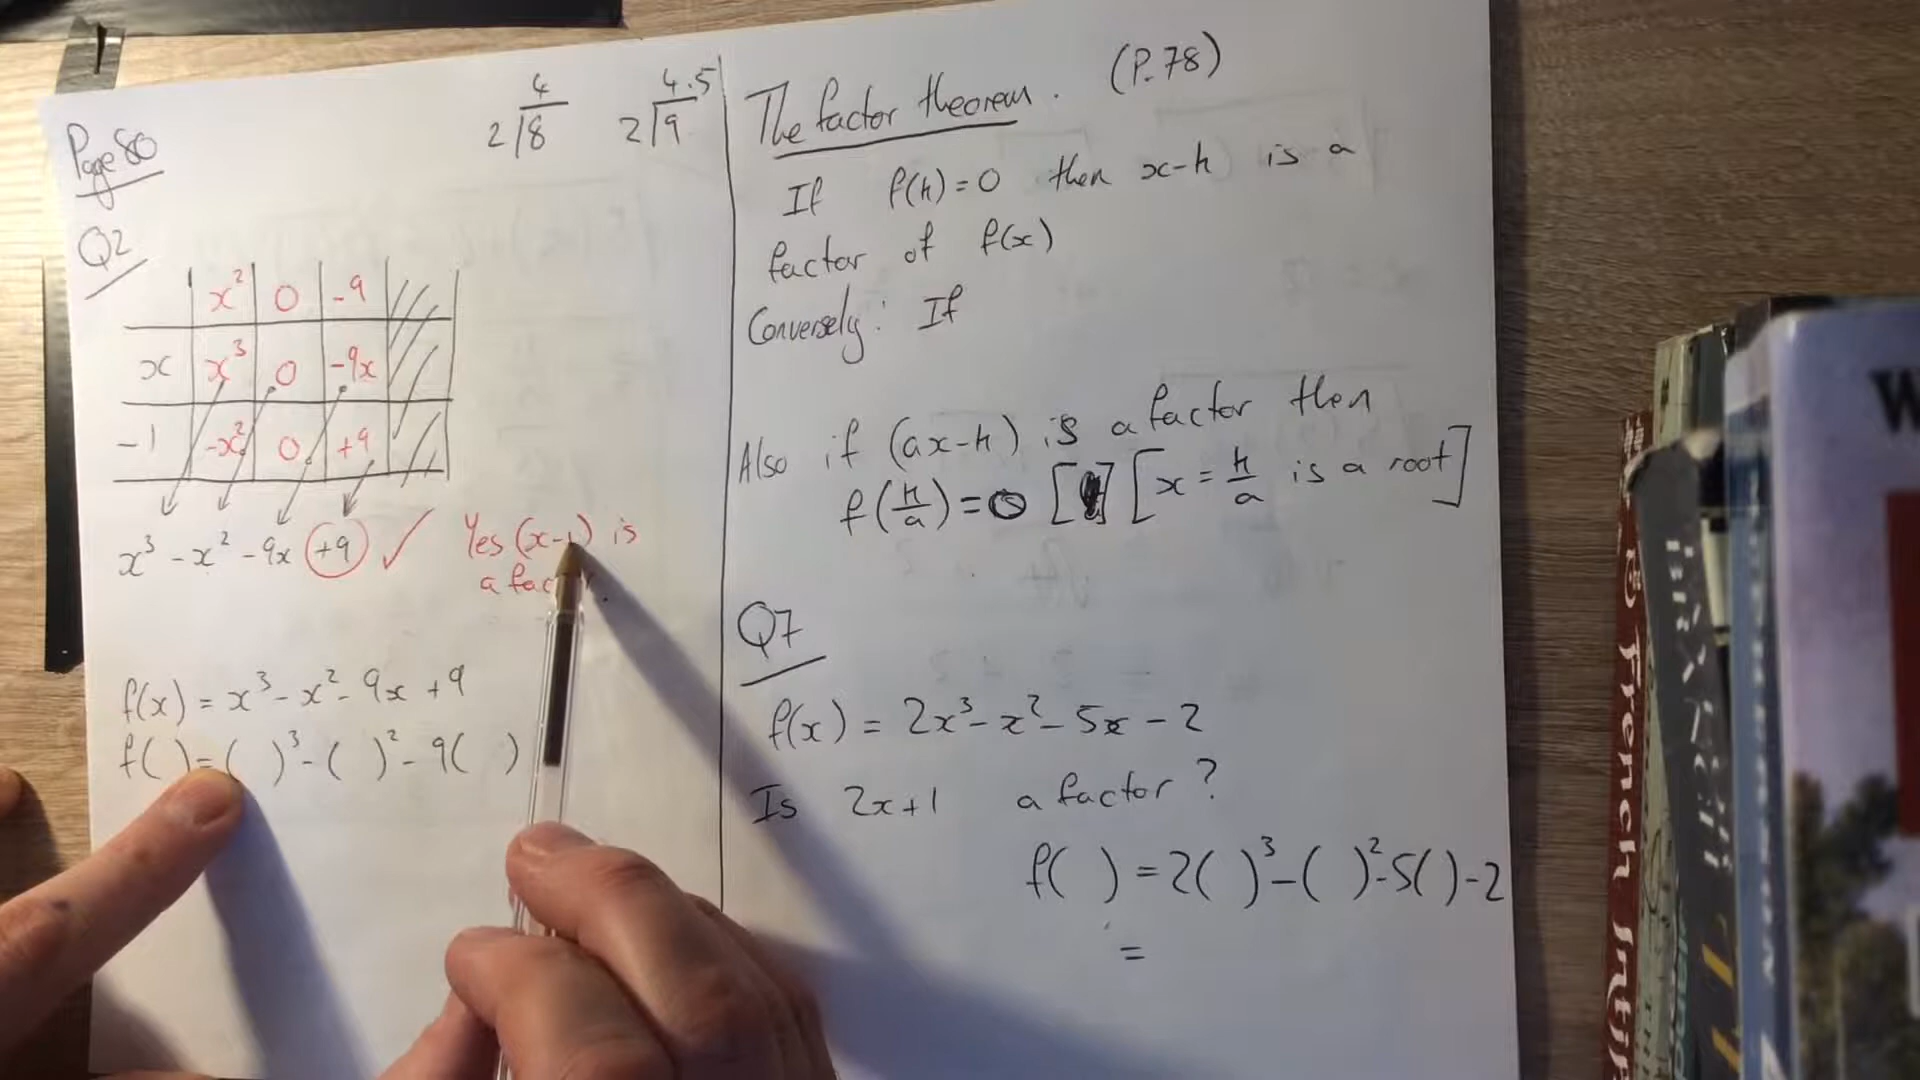 Page 80
Q2
4
2 8
4.5
2 9
x² 0 -9
x x³ 0 -9x
-1 -x² 0 +9
x³ - x² - 9x +9 ✓
Yes (x-1) is
a fac
f(x) = x³ - x² - 9x + 9
f( ) = ( )³ - ( )² - 9( )
The factor theorem. (P.78)
If f(h) = 0 then x-h is a
factor of f(x)
Conversely: If
Also if (ax-h) is a factor then
f(h/a) = 0 [ ] [x = h/a is a root]
Q7
f(x) = 2x³ - x² - 5x - 2
Is 2x+1 a factor?
f( ) = 2( )³ - ( )² - 5( ) - 2
=
French